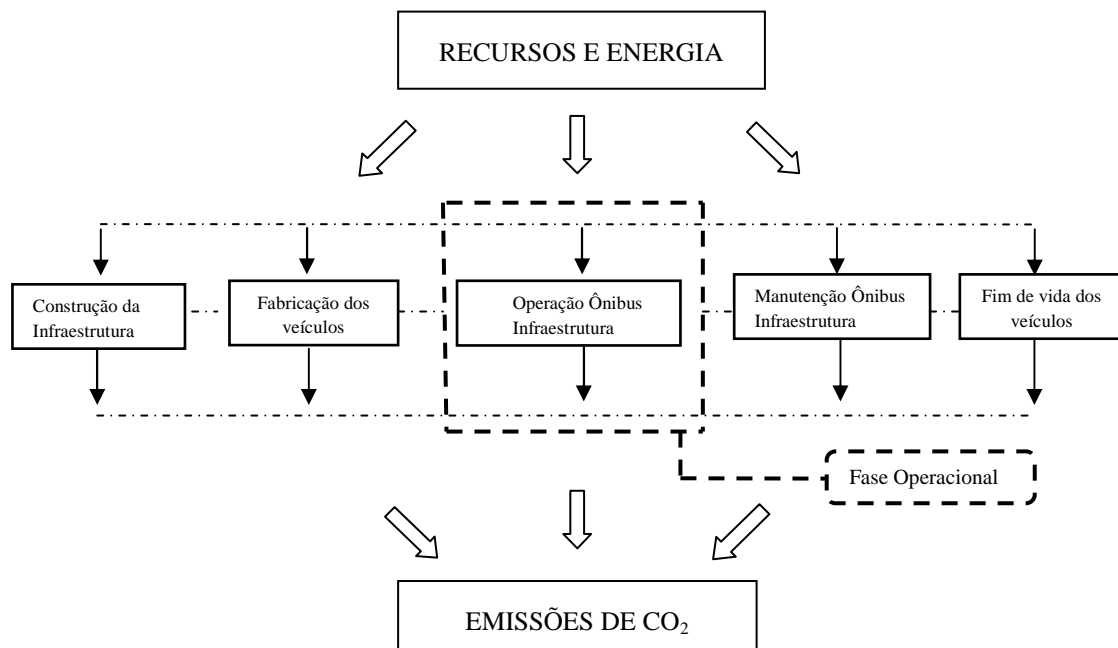 RECURSOS E ENERGIA
Construção da
Infraestrutura
Fabricação dos
veículos
Operação Ônibus
Infraestrutura
Manutenção Ônibus
Infraestrutura
Fim de vida dos
veículos
Fase Operacional
EMISSÕES DE CO₂